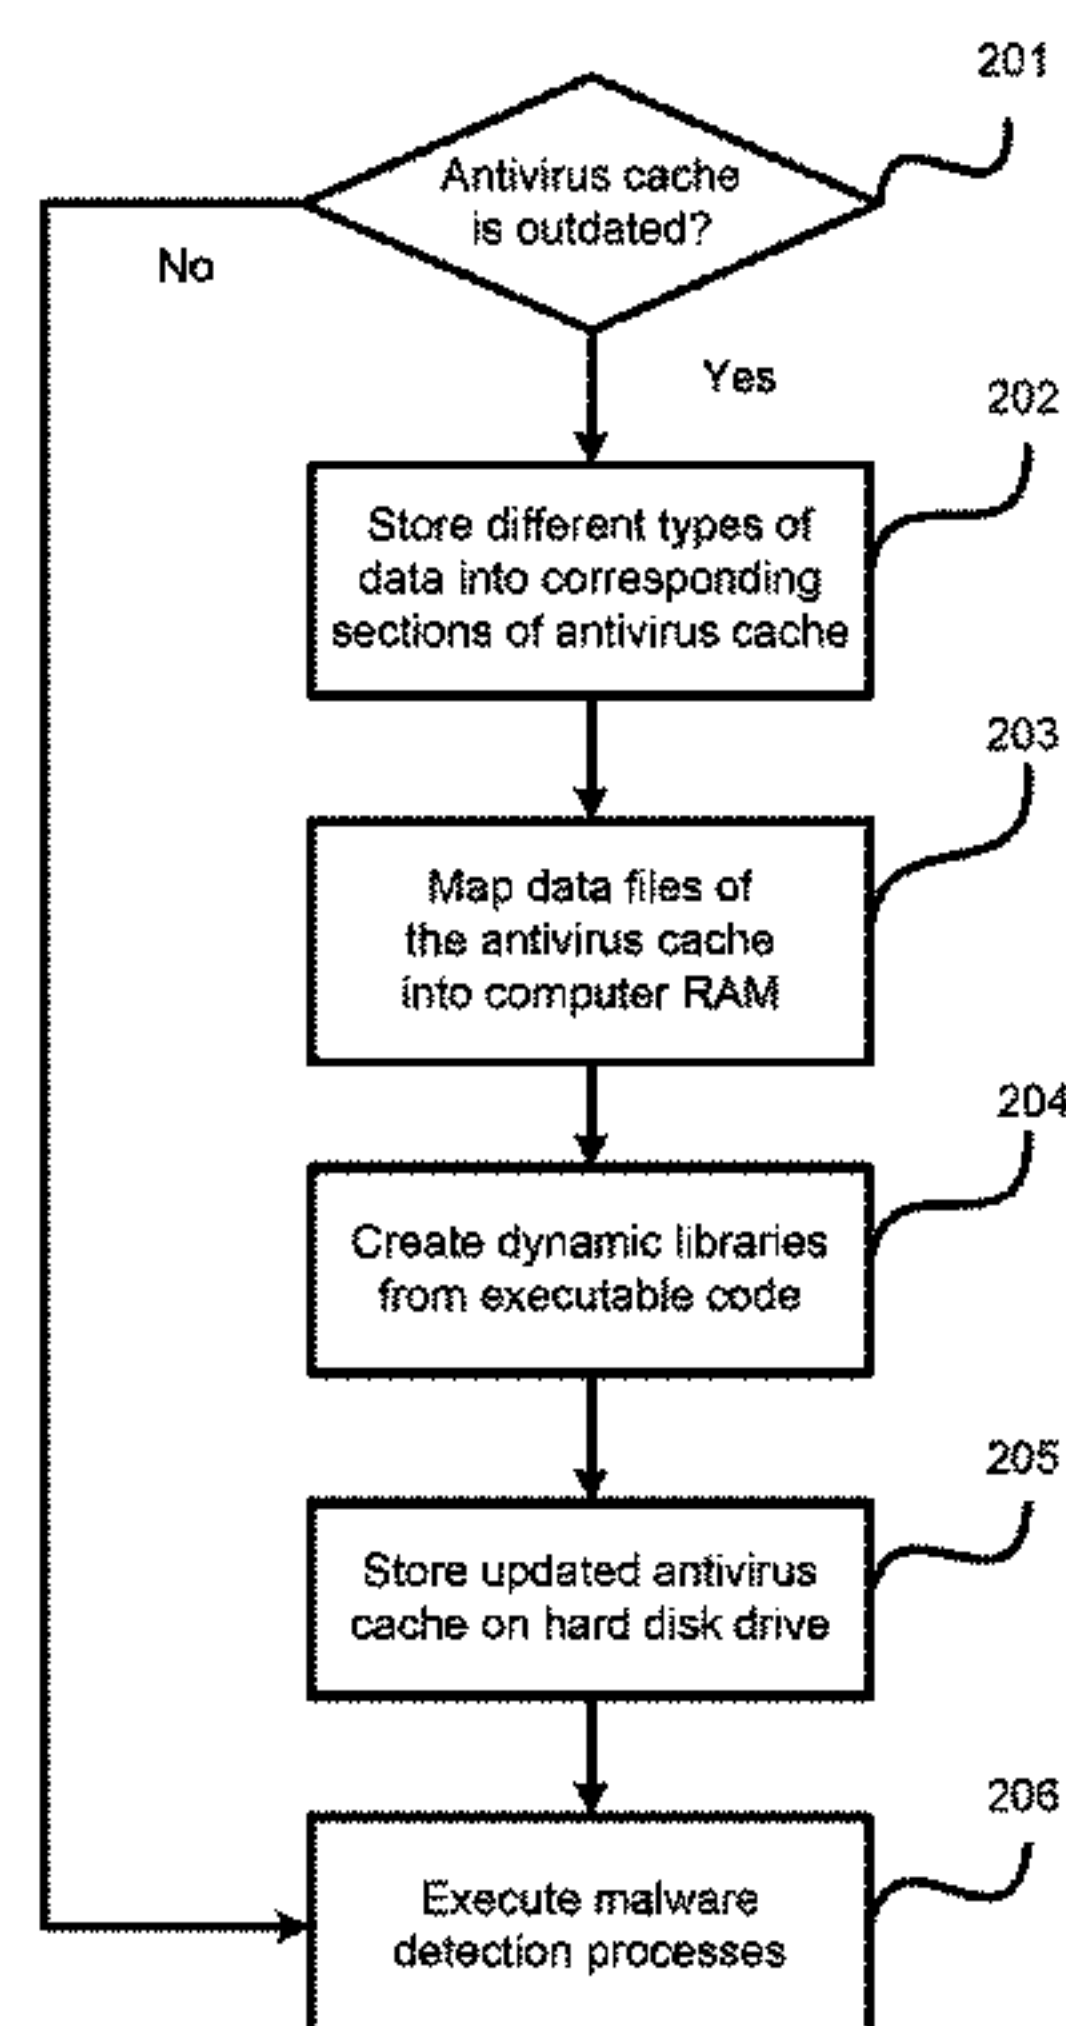 201
Antivirus cache
is outdated?
No
Yes
202
Store different types of
data into corresponding
sections of antivirus cache
203
Map data files of
the antivirus cache
into computer RAM
204
Create dynamic libraries
from executable code
205
Store updated antivirus
cache on hard disk drive
206
Execute malware
detection processes